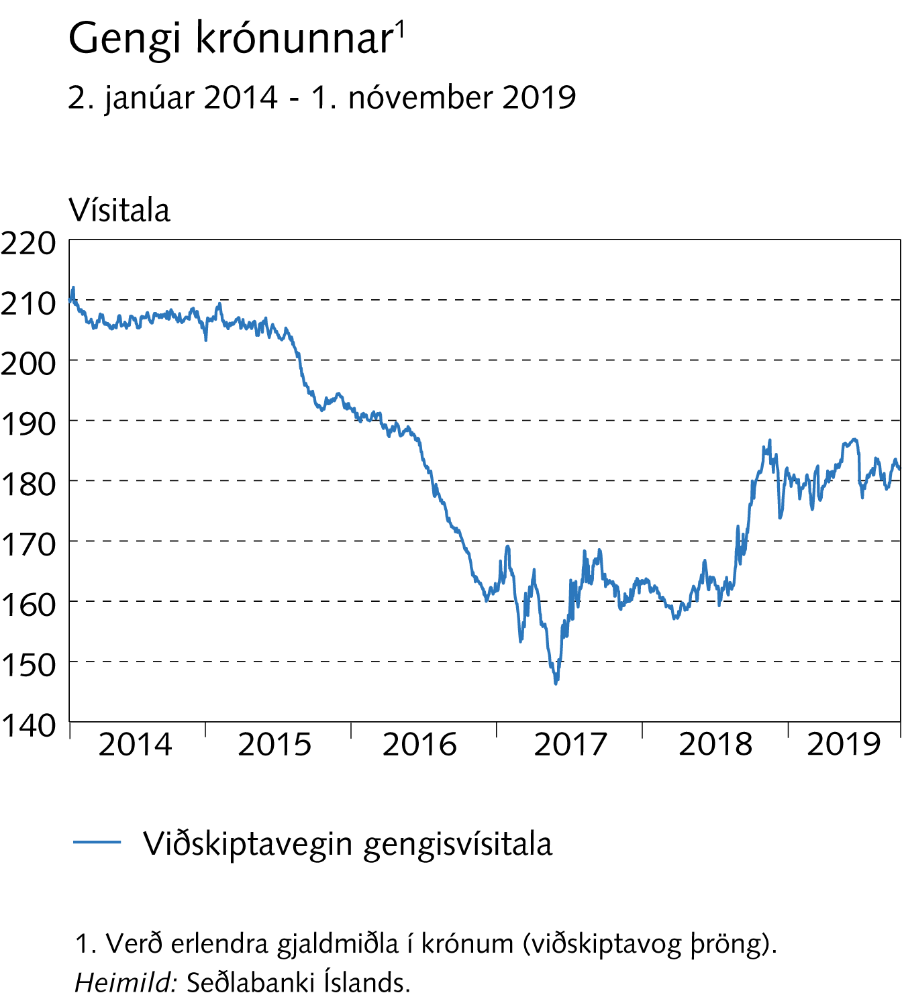 Gengi krónunnar¹
2. janúar 2014 - 1. nóvember 2019
Vísitala
220
210
200
190
180
170
160
150
140
2014 2015 2016 2017 2018 2019
Viðskiptavegin gengisvísitala
1. Verð erlendra gjaldmiðla í krónum (viðskiptavog þröng).
Heimild: Seðlabanki Íslands.